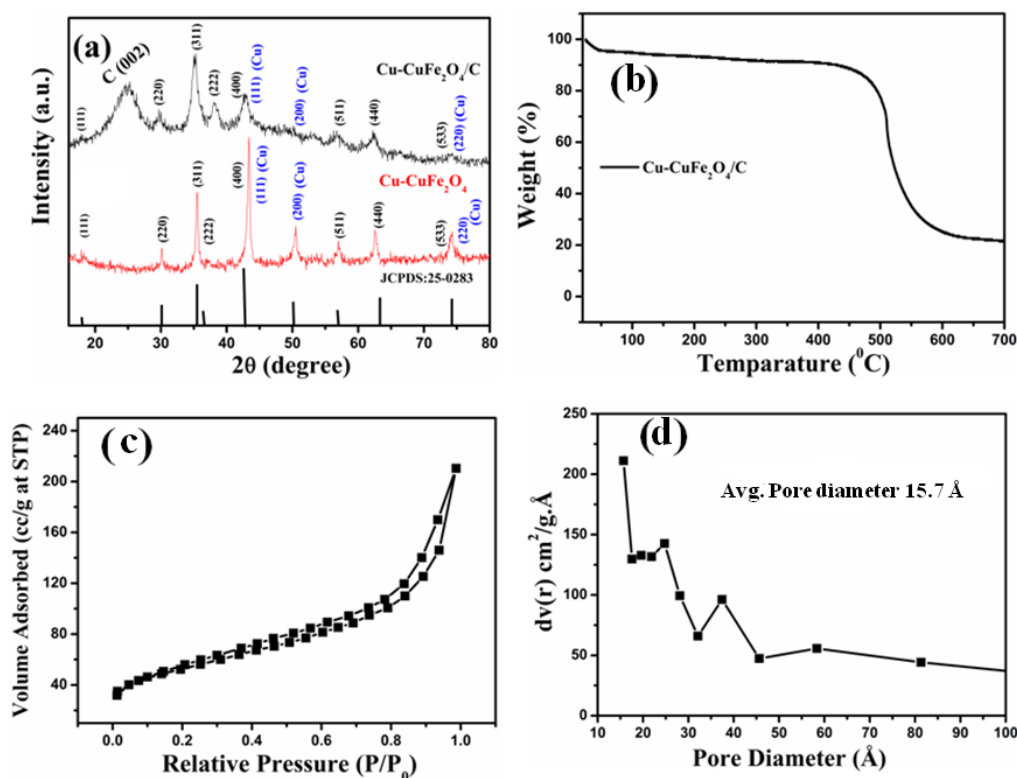 (a)
Intensity (a.u.)
C (002)
(111)
(220)
(311)
(222)
(400)
(111) (Cu)
(200) (Cu)
(511)
(440)
(533)
(220) (Cu)
Cu-CuFe₂O₄/C
(111)
(220)
(311)
(222)
(400)
(111) (Cu)
(200) (Cu)
(511)
(440)
(533)
(220)
(Cu)
Cu-CuFe₂O₄
JCPDS:25-0283
20 30 40 50 60 70 80
2θ (degree)
(b)
Weight (%)
100
80
60
40
20
0
Cu-CuFe₂O₄/C
100 200 300 400 500 600 700
Temparature (⁰C)
(c)
Volume Adsorbed (cc/g at STP)
240
200
160
120
80
40
0.0 0.2 0.4 0.6 0.8 1.0
Relative Pressure (P/P₀)
(d)
dv(r) cm²/g.Å
250
200
150
100
50
0
Avg. Pore diameter 15.7 Å
10 20 30 40 50 60 70 80 90 100
Pore Diameter (Å)